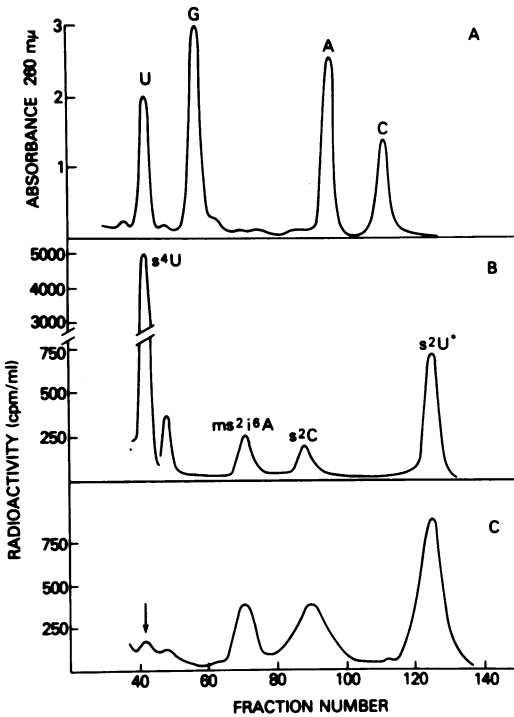 A
ABSORBANCE 260 mμ
3
2
1
U
G
A
C
B
RADIOACTIVITY (cpm/ml)
5000
4000
3000
750
500
250
s⁴U
ms²i⁶A
s²C
s²U*
C
750
500
250
40
60
80
100
120
140
FRACTION NUMBER